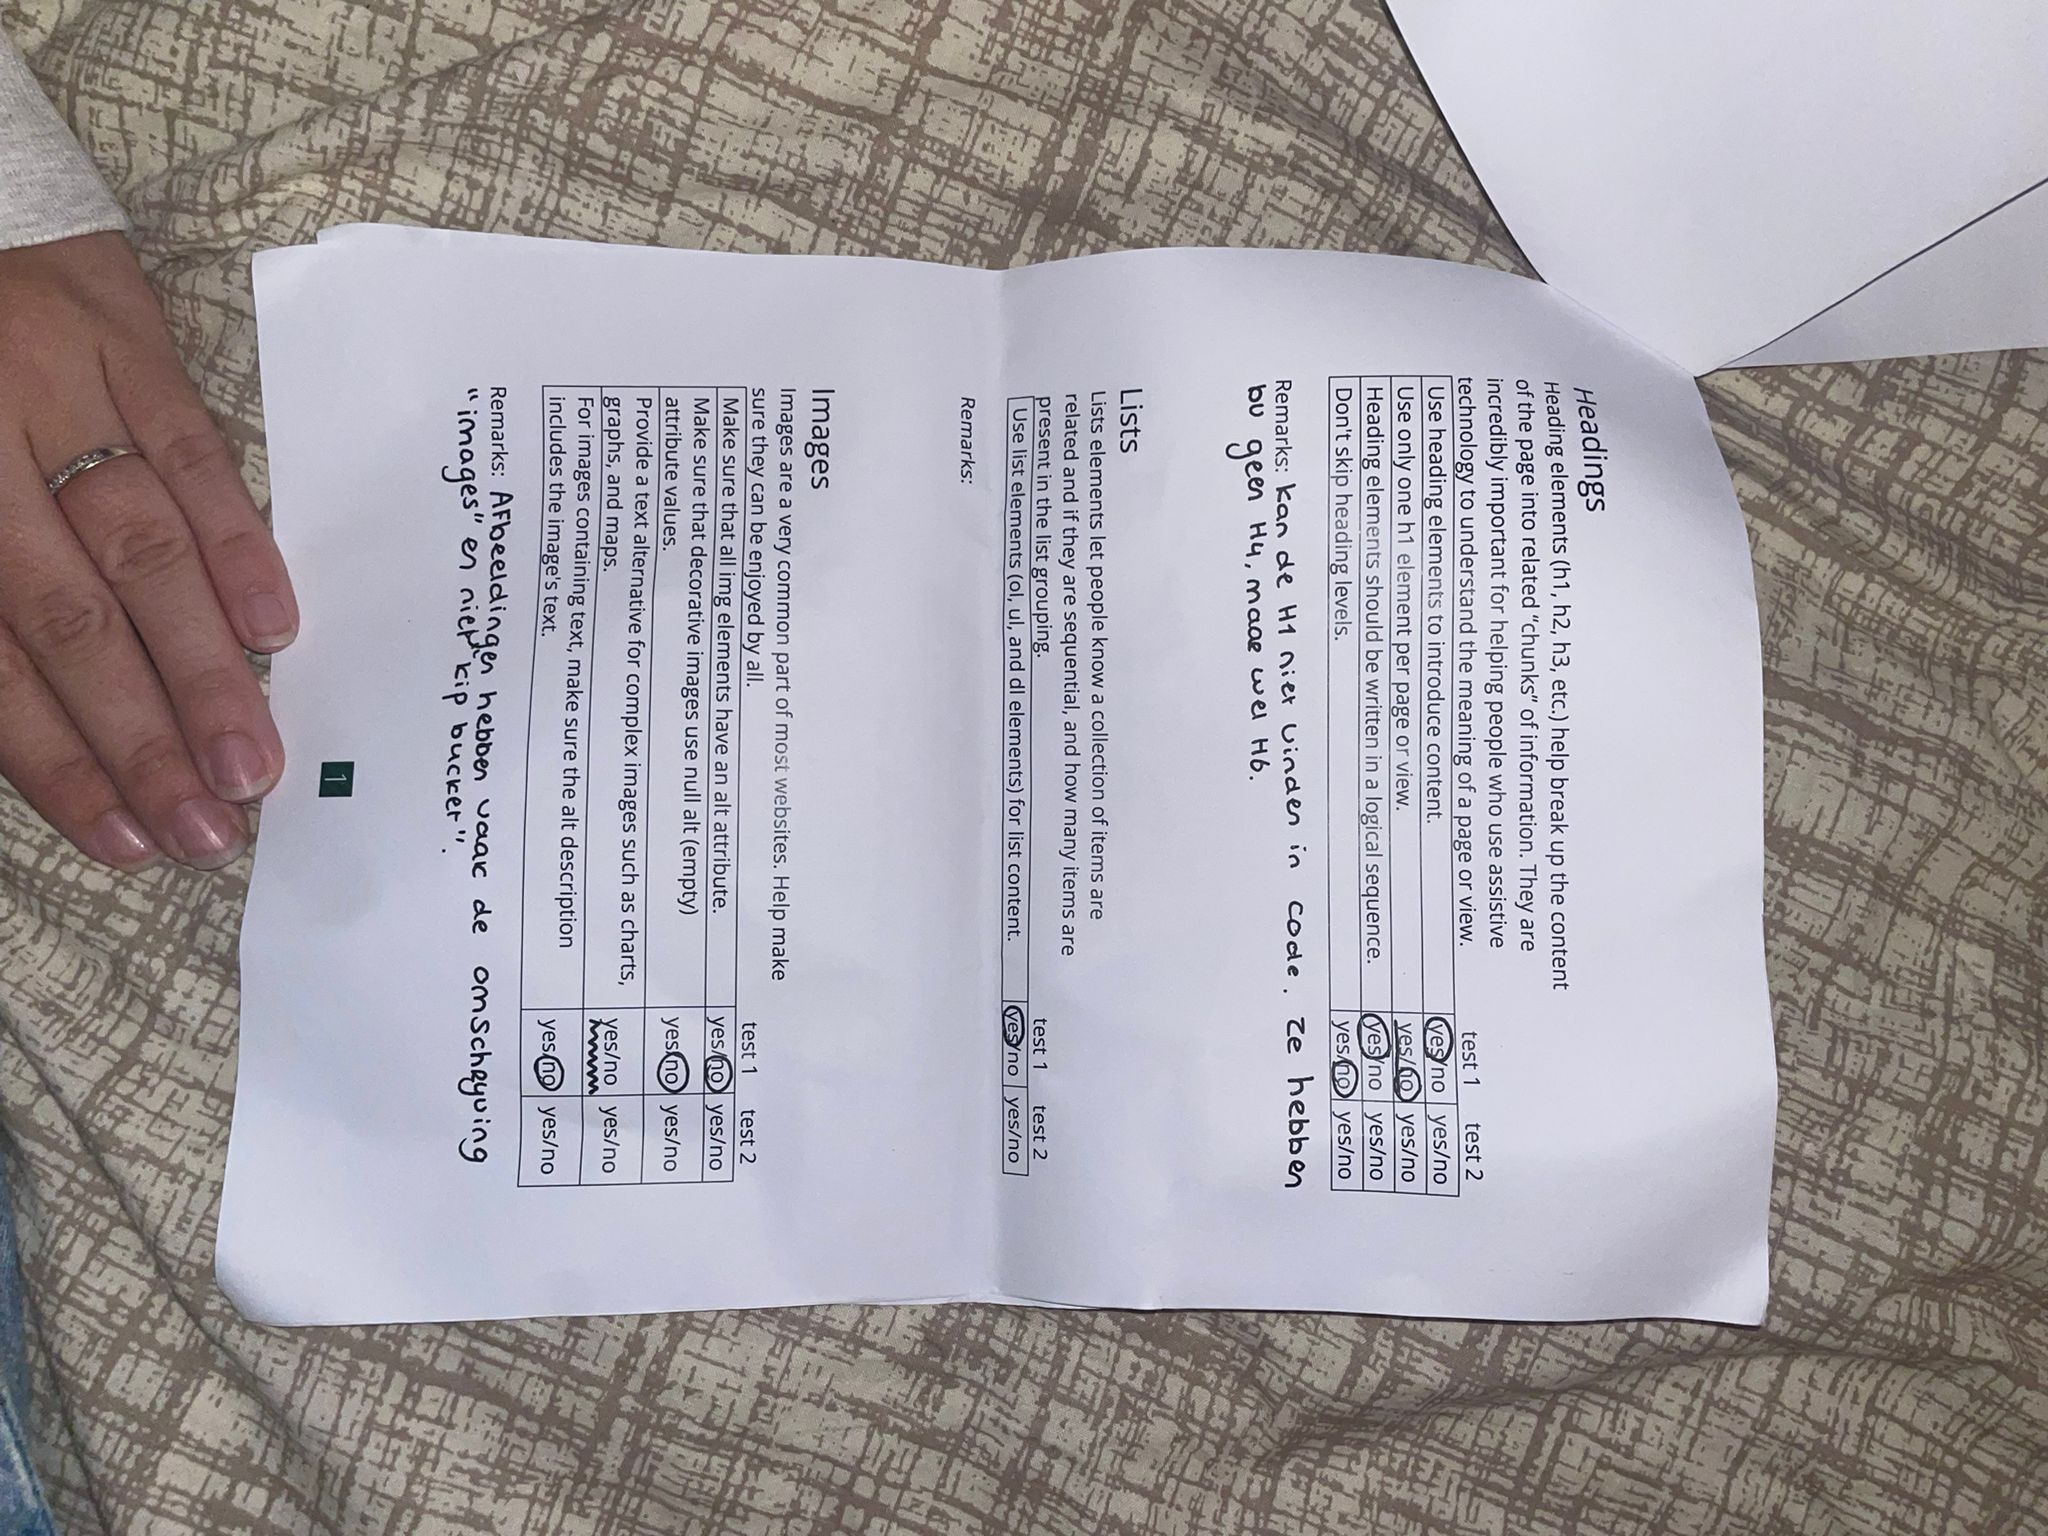 Headings
Heading elements (h1, h2, h3, etc.) help break up the content
of the page into related "chunks" of information. They are
incredibly important for helping people who use assistive
technology to understand the meaning of a page or view.
test 1 test 2
Use heading elements to introduce content. yes/no yes/no
Use only one h1 element per page or view. yes/no yes/no
Heading elements should be written in a logical sequence. yes/no yes/no
Don't skip heading levels. yes/no yes/no
Remarks: kan de H1 niet vinden in code. ze hebben
bv geen H4, maar wel H6.
Lists
Lists elements let people know a collection of items are
related and if they are sequential, and how many items are
present in the list grouping.
test 1 test 2
Use list elements (ol, ul, and dl elements) for list content. yes/no yes/no
Remarks:
Images
Images are a very common part of most websites. Help make
sure they can be enjoyed by all.
test 1 test 2
Make sure that all img elements have an alt attribute. yes/no yes/no
Make sure that decorative images use null alt (empty)
attribute values. yes/no yes/no
Provide a text alternative for complex images such as charts,
graphs, and maps. yes/no yes/no
For images containing text, make sure the alt description
includes the image's text. yes/no yes/no
Remarks: Afbeeldingen hebben vaak de omschrijving
"images" en niet "kip bucket".
1